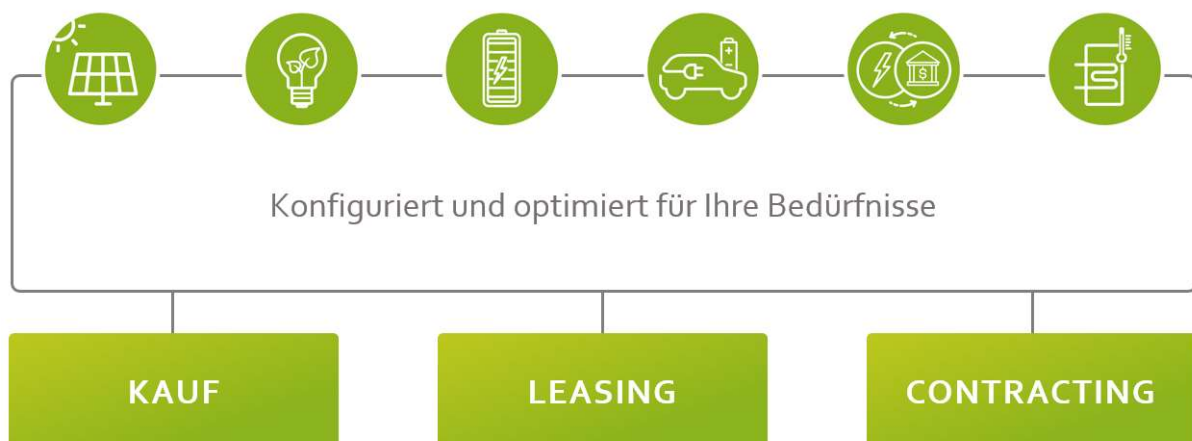 Konfiguriert und optimiert für Ihre Bedürfnisse
KAUF
LEASING
CONTRACTING